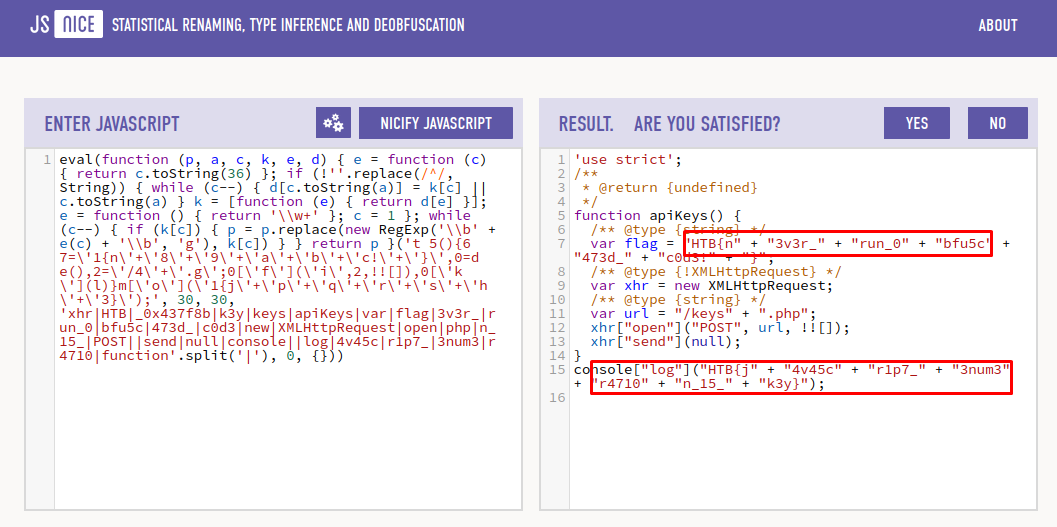 JS NICE STATISTICAL RENAMING, TYPE INFERENCE AND DEOBFUSCATION ABOUT
ENTER JAVASCRIPT NICIFY JAVASCRIPT
1 eval(function (p, a, c, k, e, d) { e = function (c)
{ return c.toString(36) }; if (!''.replace(/^/,
String)) { while (c--) { d[c.toString(a)] = k[c] ||
c.toString(a) } k = [function (e) { return d[e] }];
e = function () { return '\\w+' }; c = 1 }; while
(c--) { if (k[c]) { p = p.replace(new RegExp('\\b' +
e(c) + '\\b', 'g'), k[c]) } } return p }('t 5(){6
7=\'1{n\'+\'8\'+\'9\'+\'a\'+\'b\'+\'c!\'+\'}\',0=d
e(),2=\'/4\'+\'.g\';0[\'f\'](\'i\',2,!![]),0[\'k
\'](l)}m[\'o\'](\'1{j\'+\'p\'+\'q\'+\'r\'+\'s\'+\'h
\'+\'3}\');', 30, 30,
'xhr|HTB|_0x437f8b|k3y|keys|apiKeys|var|flag|3v3r_|
run_0|bfu5c|473d_|c0d3|new|XMLHttpRequest|open|php|n_
15_|POST||send|null|console||log|4v45c|r1p7_|3num3|r
4710|function'.split('|'), 0, {}))
RESULT. ARE YOU SATISFIED? YES NO
1 'use strict';
2 /**
3 * @return {undefined}
4 */
5 function apiKeys() {
6 /** @type {string} */
7 var flag = "HTB{n" + "3v3r_" + "run_0" + "bfu5c" +
"473d_" + "c0d3!" + "}";
8 /** @type {!XMLHttpRequest} */
9 var xhr = new XMLHttpRequest;
10 /** @type {string} */
11 var url = "/keys" + ".php";
12 xhr["open"]("POST", url, !![]);
13 xhr["send"](null);
14 }
15 console["log"]("HTB{j" + "4v45c" + "r1p7_" + "3num3"
+ "r4710" + "n_15_" + "k3y}");
16